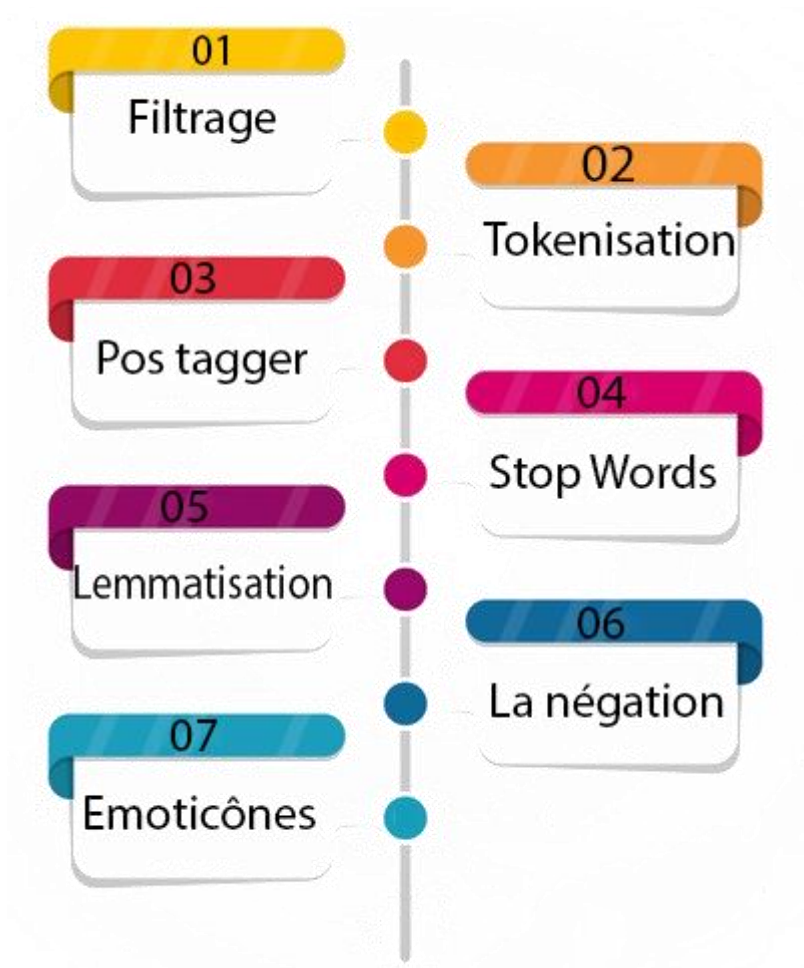 01
Filtrage
02
Tokenisation
03
Pos tagger
04
Stop Words
05
Lemmatisation
06
La négation
07
Emoticônes